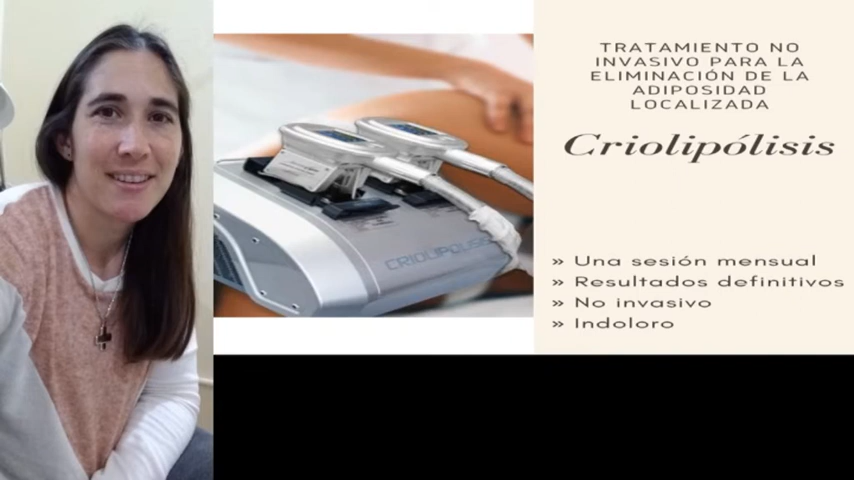 TRATAMIENTO NO
INVASIVO PARA LA
ELIMINACIÓN DE LA
ADIPOSIDAD
LOCALIZADA
Criolipólisis
CRIOLIPOLISIS
» Una sesión mensual
» Resultados definitivos
» No invasivo
» Indoloro